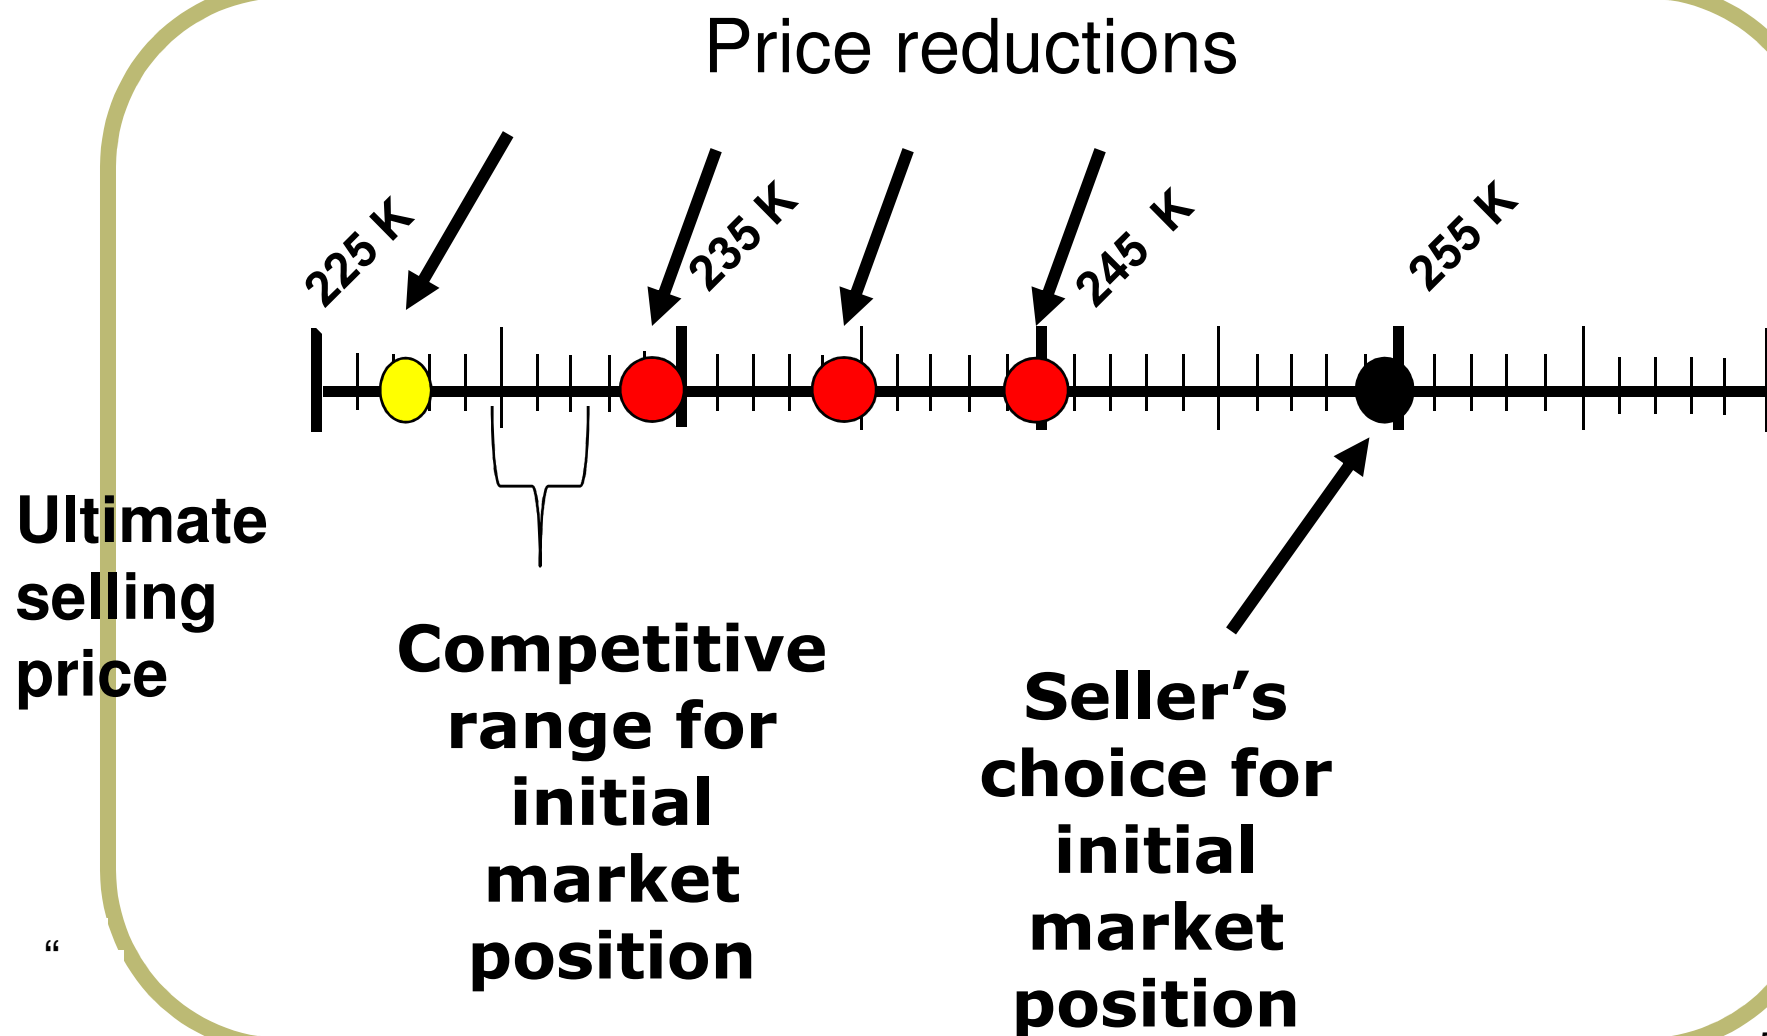 Price reductions
225 K
235 K
245 K
255 K
Ultimate
selling
price
Competitive
range for
initial
market
position
Seller’s
choice for
initial
market
position
“